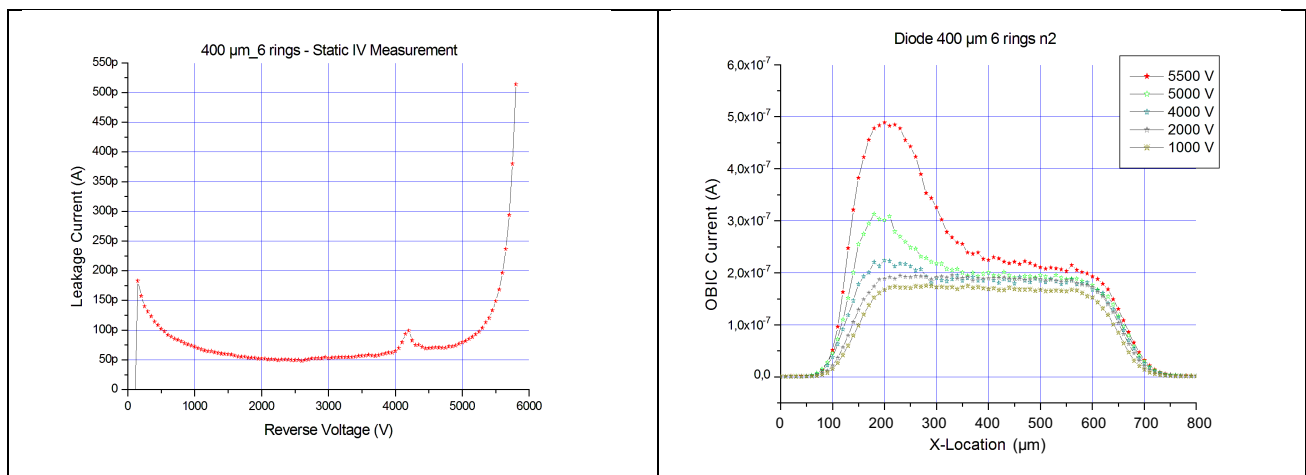 400 µm_6 rings - Static IV Measurement
550p
500p
450p
400p
350p
300p
250p
200p
150p
100p
50p
0
Leakage Current (A)
0 1000 2000 3000 4000 5000 6000
Reverse Voltage (V)
Diode 400 µm 6 rings n2
6,0x10⁻⁷
5,0x10⁻⁷
4,0x10⁻⁷
3,0x10⁻⁷
2,0x10⁻⁷
1,0x10⁻⁷
0,0
OBIC Current (A)
5500 V
5000 V
4000 V
2000 V
1000 V
0 100 200 300 400 500 600 700 800
X-Location (µm)